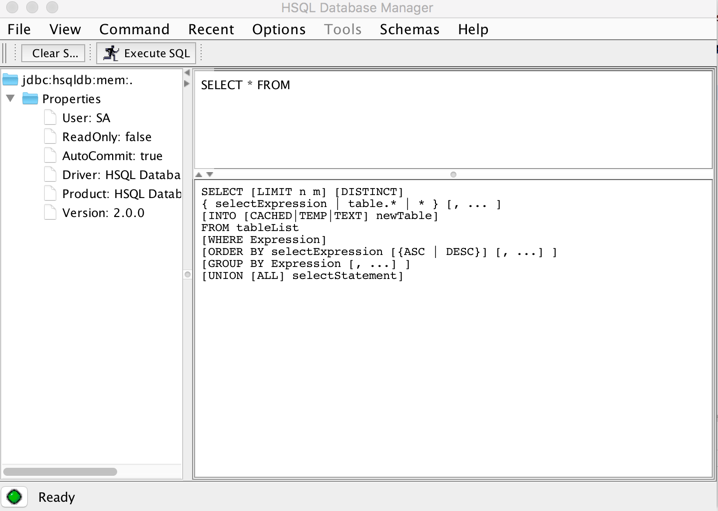 HSQL Database Manager
File View Command Recent Options Tools Schemas Help
Clear S... Execute SQL
jdbc:hsqldb:mem:.
Properties
User: SA
ReadOnly: false
AutoCommit: true
Driver: HSQL Databa
Product: HSQL Datab
Version: 2.0.0
SELECT * FROM
SELECT [LIMIT n m] [DISTINCT]
{ selectExpression | table.* | * } [, ... ]
[INTO [CACHED|TEMP|TEXT] newTable]
FROM tableList
[WHERE Expression]
[ORDER BY selectExpression [{ASC | DESC}] [, ...] ]
[GROUP BY Expression [, ...] ]
[UNION [ALL] selectStatement]
Ready